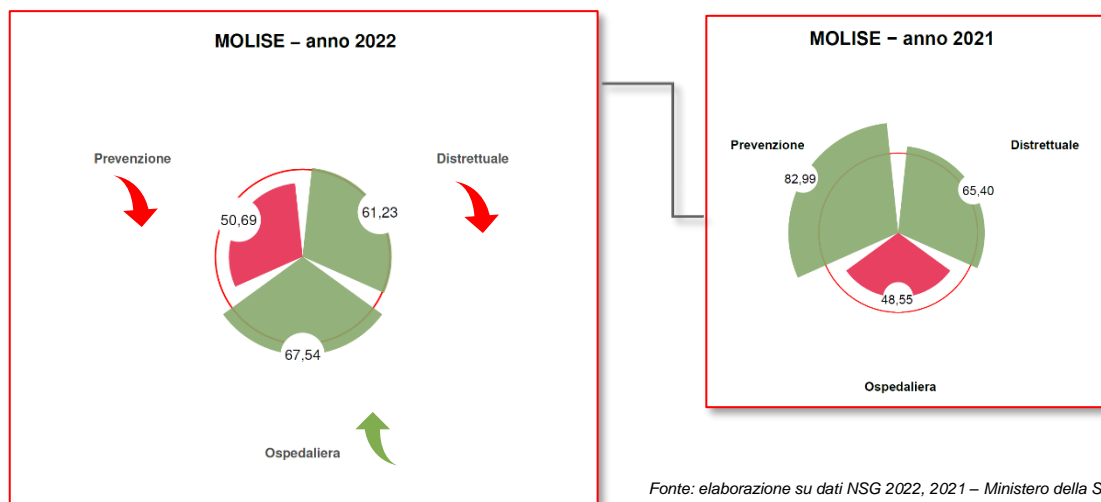 MOLISE – anno 2022
Prevenzione
Distrettuale
50,69
61,23
67,54
Ospedaliera
MOLISE – anno 2021
Prevenzione
Distrettuale
82,99
65,40
48,55
Ospedaliera
Fonte: elaborazione su dati NSG 2022, 2021 – Ministero della S